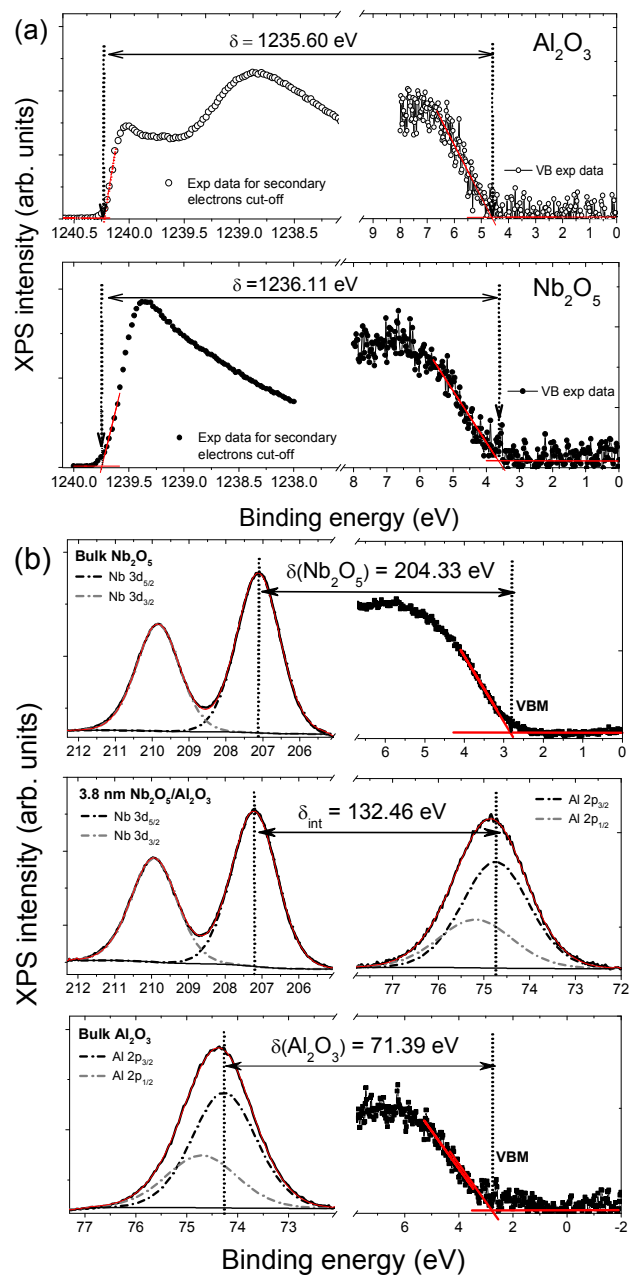 (a)
δ = 1235.60 eV
Al₂O₃
Exp data for secondary
electrons cut-off
VB exp data
1240.5 1240.0 1239.5 1239.0 1238.5
9 8 7 6 5 4 3 2 1 0
δ =1236.11 eV
Nb₂O₅
Exp data for secondary
electrons cut-off
VB exp data
1240.0 1239.5 1239.0 1238.5 1238.0
8 7 6 5 4 3 2 1 0
XPS intensity (arb. units)
Binding energy (eV)
(b)
Bulk Nb₂O₅
Nb 3d₅/₂
Nb 3d₃/₂
δ(Nb₂O₅) = 204.33 eV
VBM
212 211 210 209 208 207 206
6 5 4 3 2 1 0
3.8 nm Nb₂O₅/Al₂O₃
Nb 3d₅/₂
Nb 3d₃/₂
δint = 132.46 eV
Al 2p₃/₂
Al 2p₁/₂
212 211 210 209 208 207 206
77 76 75 74 73 72
Bulk Al₂O₃
Al 2p₃/₂
Al 2p₁/₂
δ(Al₂O₃) = 71.39 eV
VBM
77 76 75 74 73
6 4 2 0 -2
XPS intensity (arb. units)
Binding energy (eV)